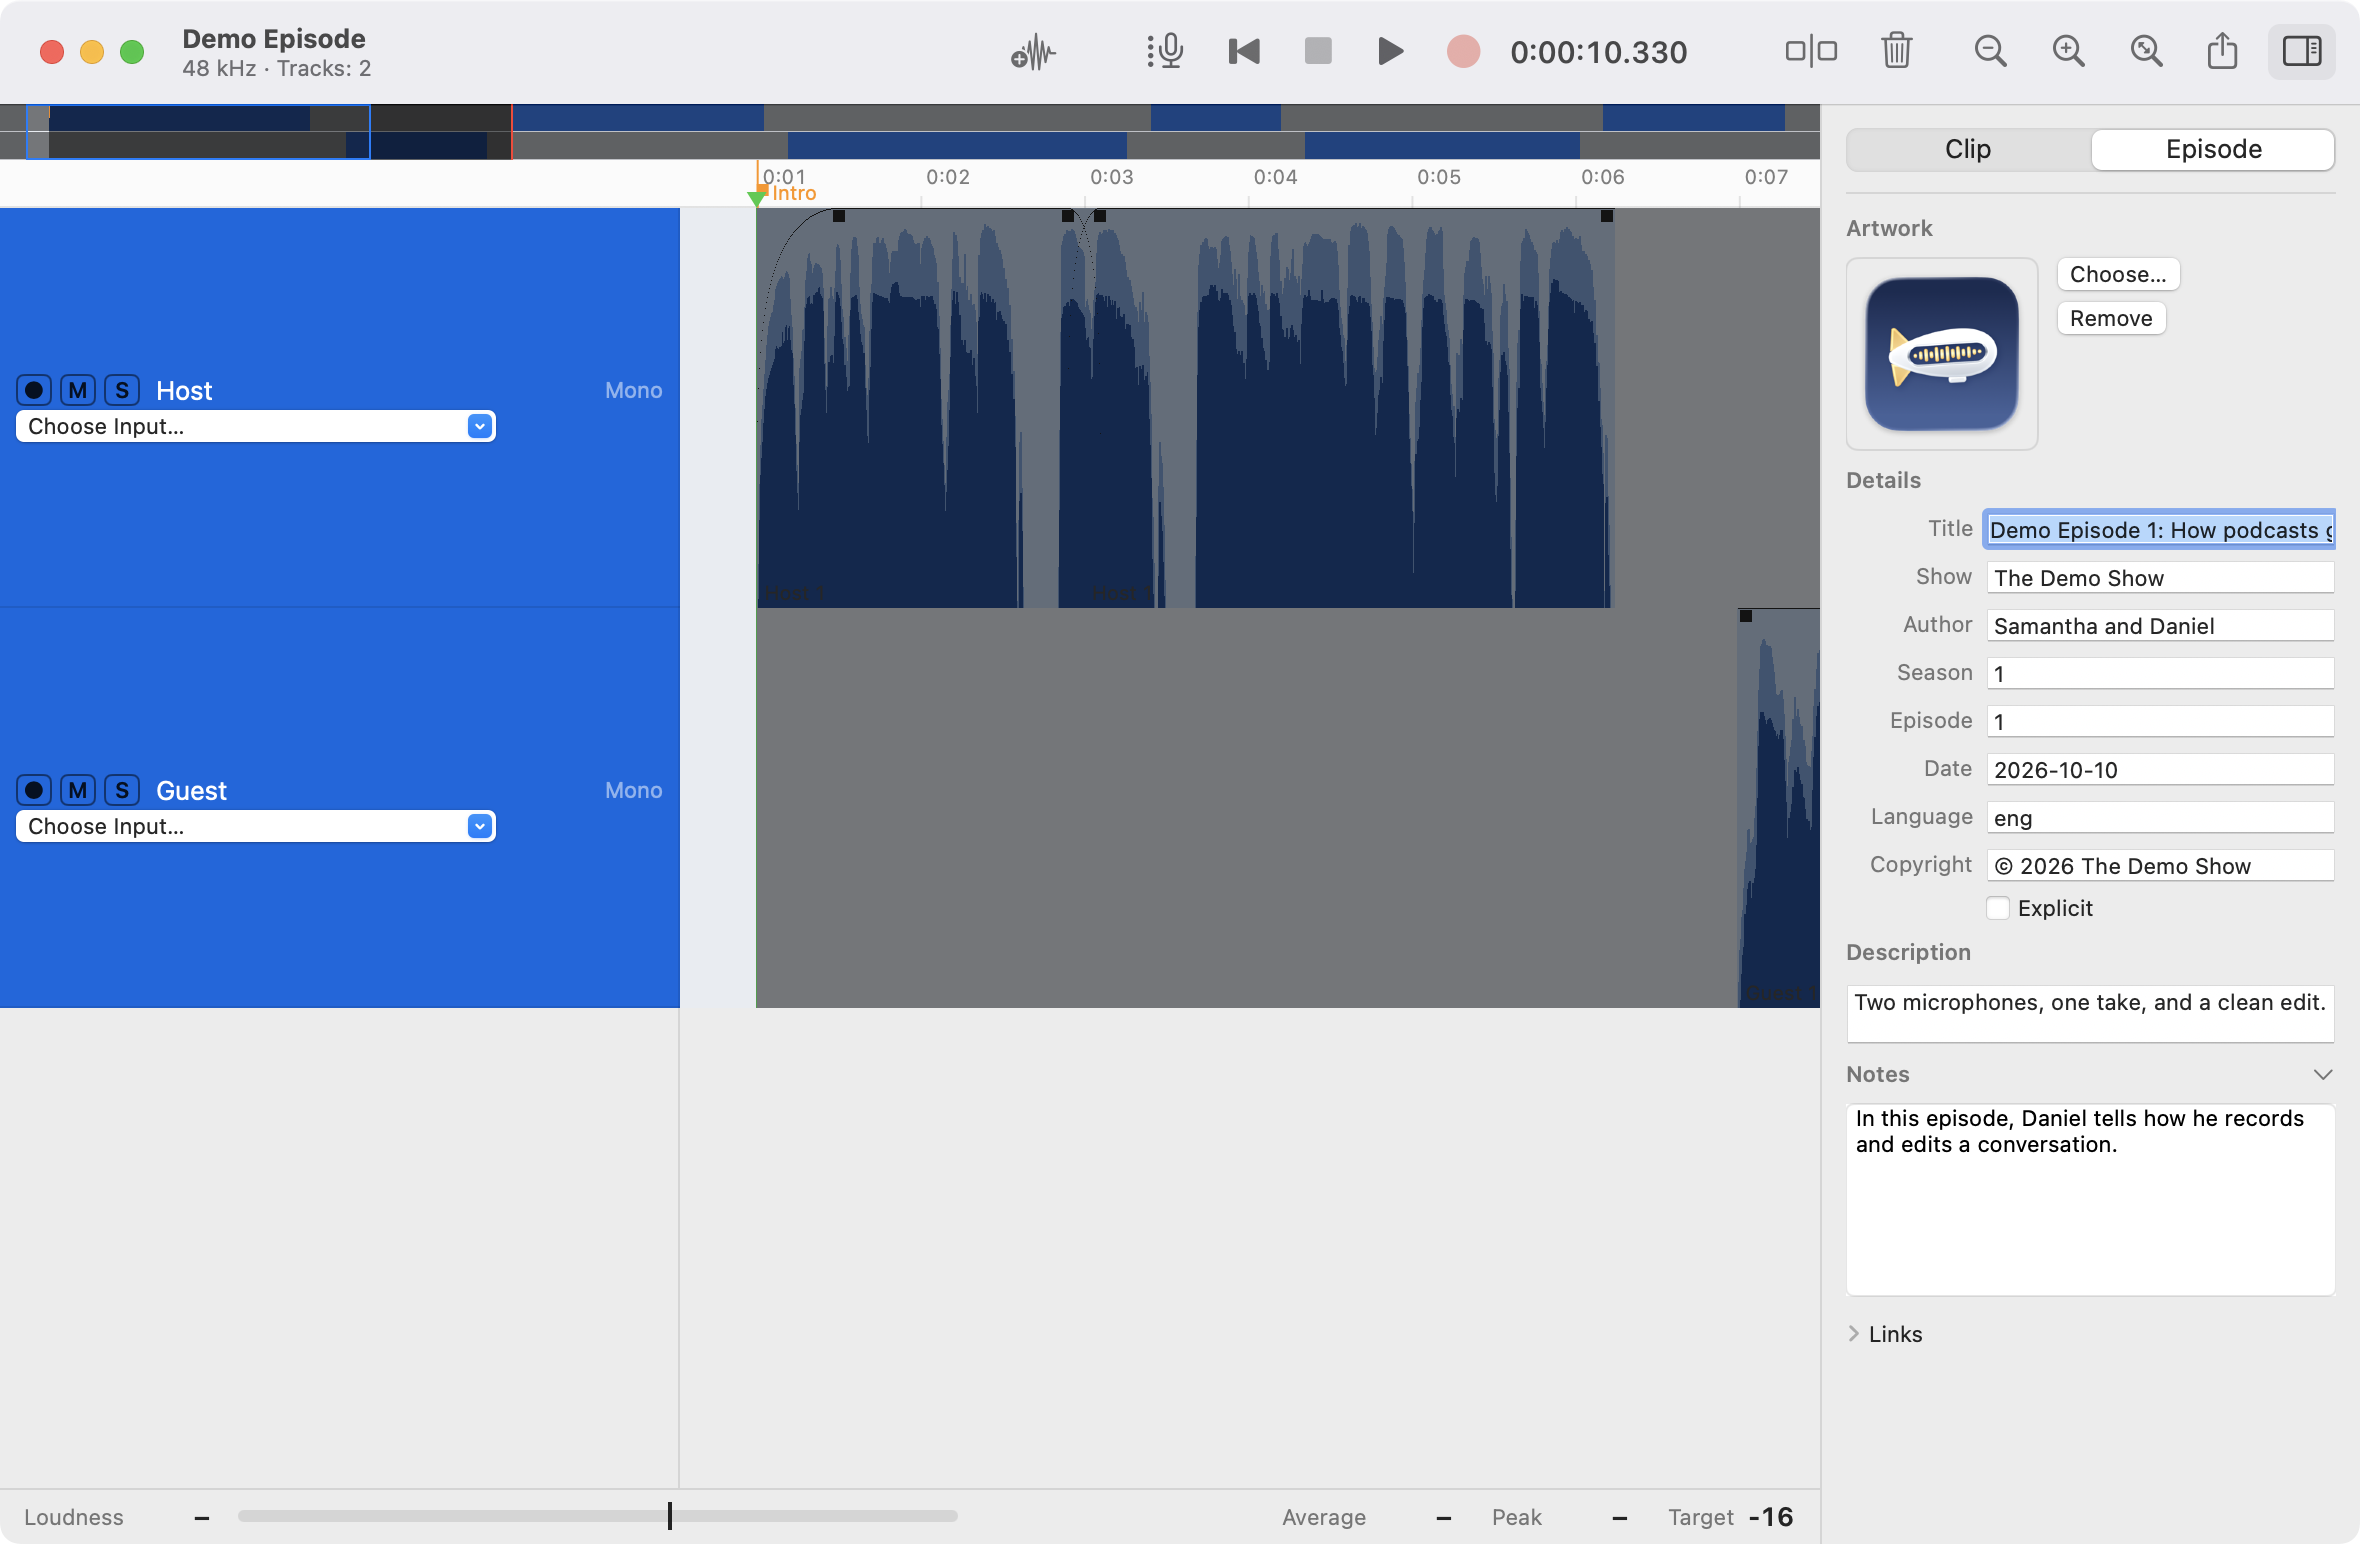 Demo Episode
48 kHz · Tracks: 2
0:00:10.330
0:01
0:02
0:03
0:04
0:05
0:06
0:07
Intro
M
S
Host
Mono
Choose Input...
Host 1
Host 1
M
S
Guest
Mono
Choose Input...
Loudness
–
Average
–
Peak
–
Target
-16
Clip
Episode
Artwork
Choose...
Remove
Details
Title
Demo Episode 1: How podcasts
Show
The Demo Show
Author
Samantha and Daniel
Season
1
Episode
1
Date
2026-10-10
Language
eng
Copyright
© 2026 The Demo Show
Explicit
Description
Two microphones, one take, and a clean edit.
Notes
In this episode, Daniel tells how he records
and edits a conversation.
Links